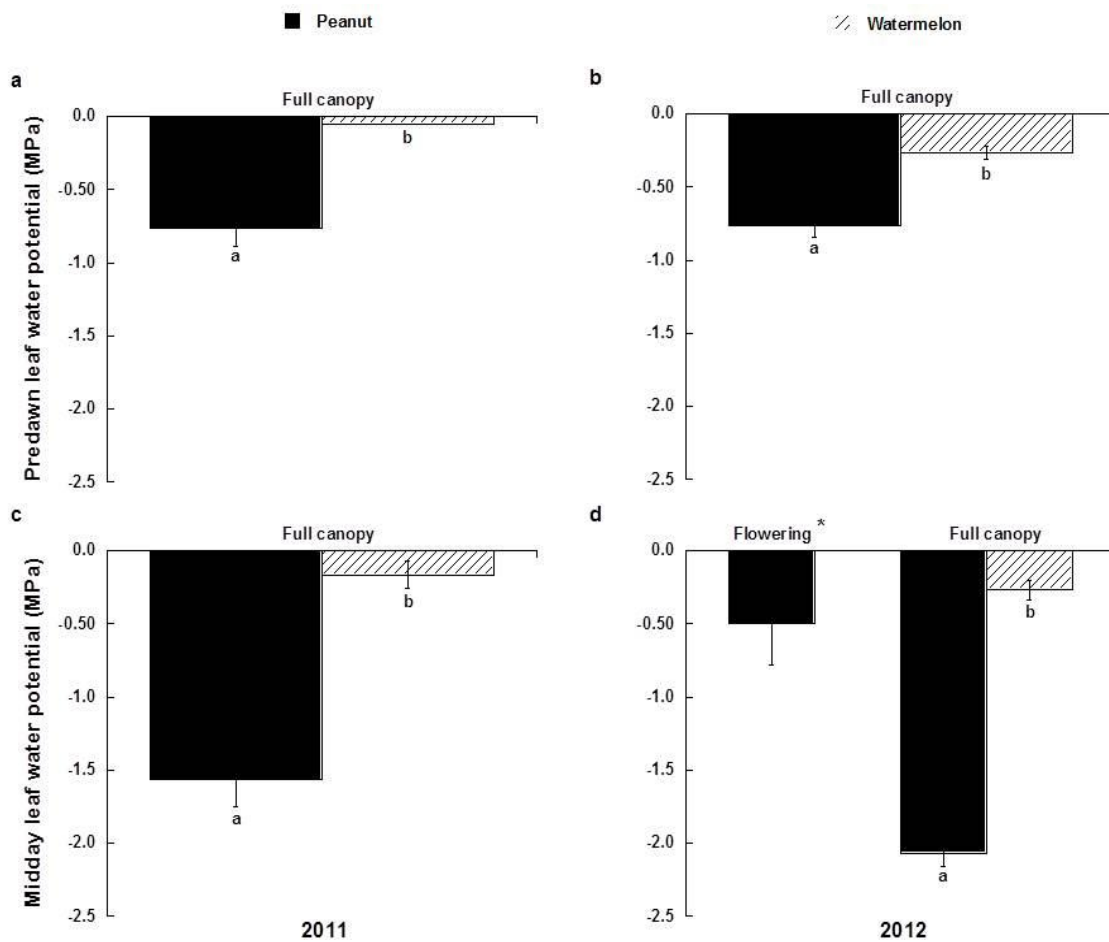 Peanut
Watermelon
a
Full canopy
0.0
-0.50
-1.0
-1.5
-2.0
-2.5
Predawn leaf water potential (MPa)
a
b
b
Full canopy
0.0
-0.50
-1.0
-1.5
-2.0
-2.5
a
b
c
Full canopy
0.0
-0.50
-1.0
-1.5
-2.0
-2.5
Midday leaf water potential (MPa)
a
b
2011
d
Flowering *
Full canopy
0.0
-0.50
-1.0
-1.5
-2.0
-2.5
a
b
2012